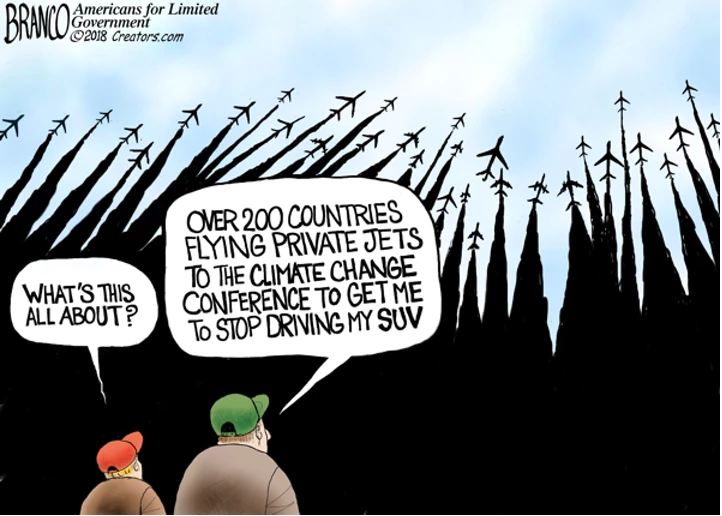 BRANCO
Americans for Limited
Government
©2018 Creators.com
WHAT'S THIS
ALL ABOUT?
OVER 200 COUNTRIES
FLYING PRIVATE JETS
TO THE CLIMATE CHANGE
CONFERENCE TO GET ME
TO STOP DRIVING MY SUV